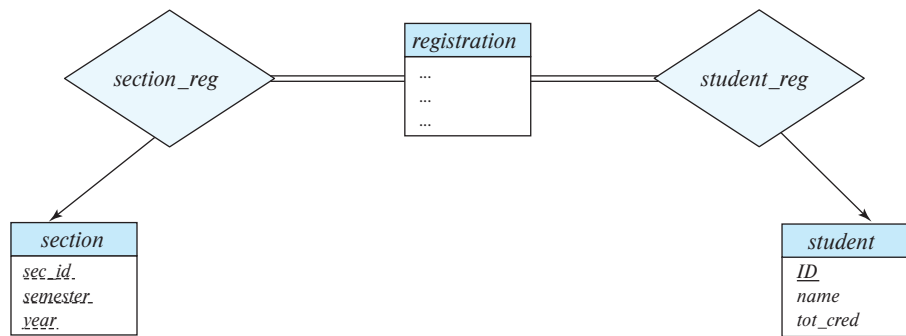 registration
...
...
...
section_reg
student_reg
section
sec_id
semester
year
student
ID
name
tot_cred